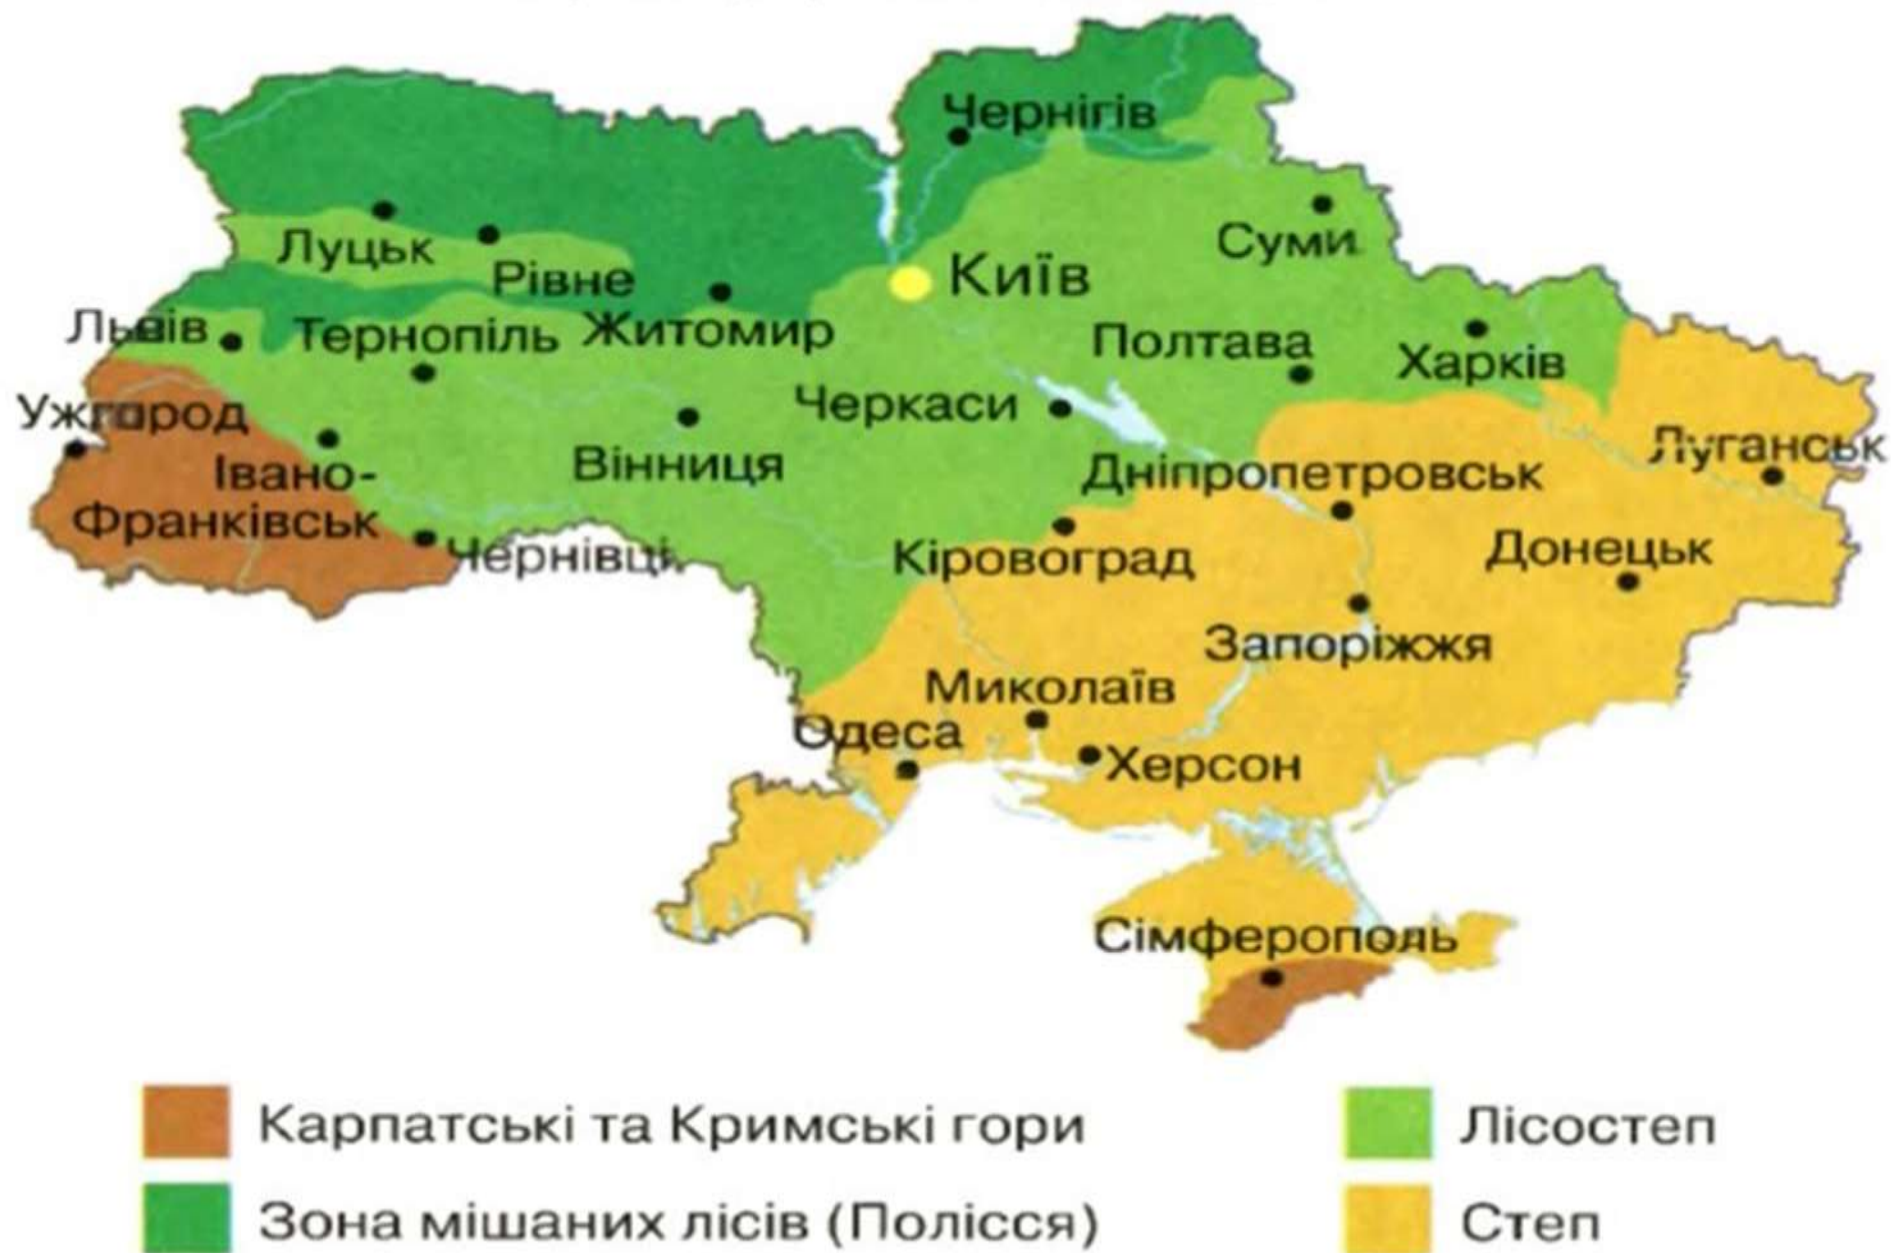 Чернігів
Луцьк
Рівне
Київ
Суми
Львів
Тернопіль
Житомир
Полтава
Харків
Ужгород
Черкаси
Луганськ
Івано-
Франківськ
Вінниця
Дніпропетровськ
Чернівці
Кіровоград
Донецьк
Запоріжжя
Миколаїв
Одеса
Херсон
Сімферополь
Карпатські та Кримські гори
Лісостеп
Зона мішаних лісів (Полісся)
Степ